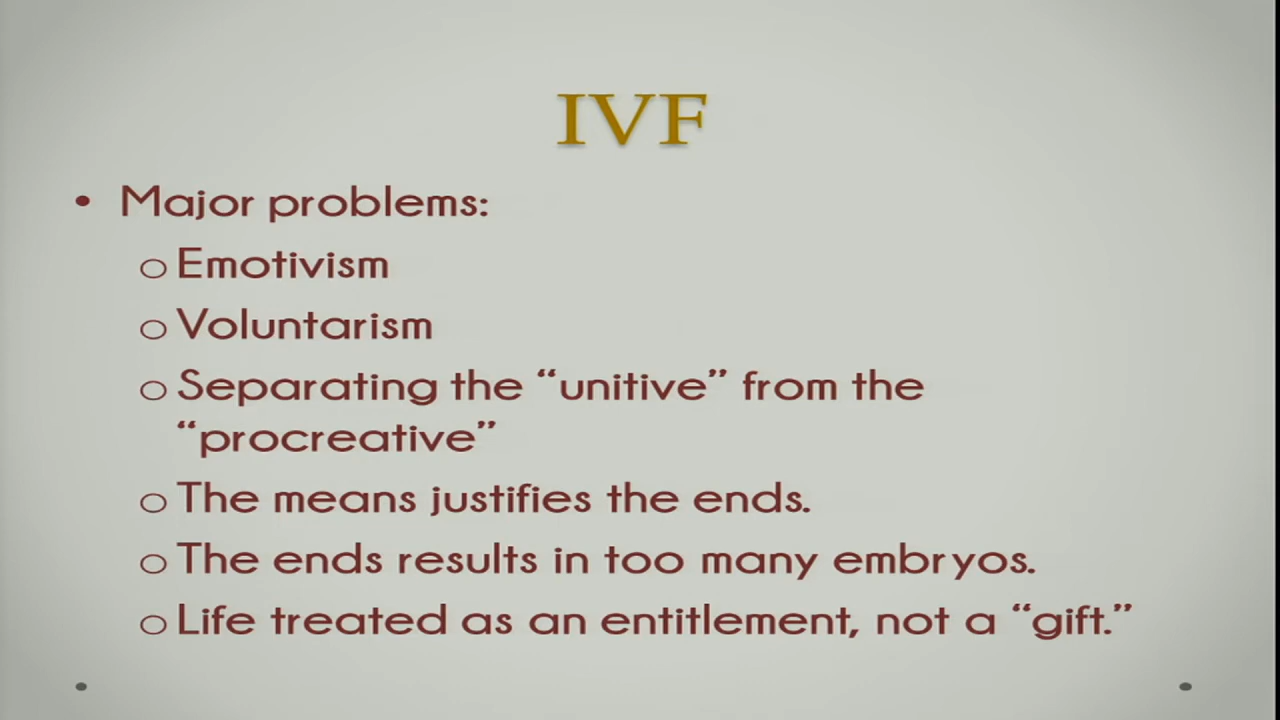 IVF
• Major problems:
o Emotivism
o Voluntarism
o Separating the “unitive” from the
“procreative”
o The means justifies the ends.
o The ends results in too many embryos.
o Life treated as an entitlement, not a “gift.”